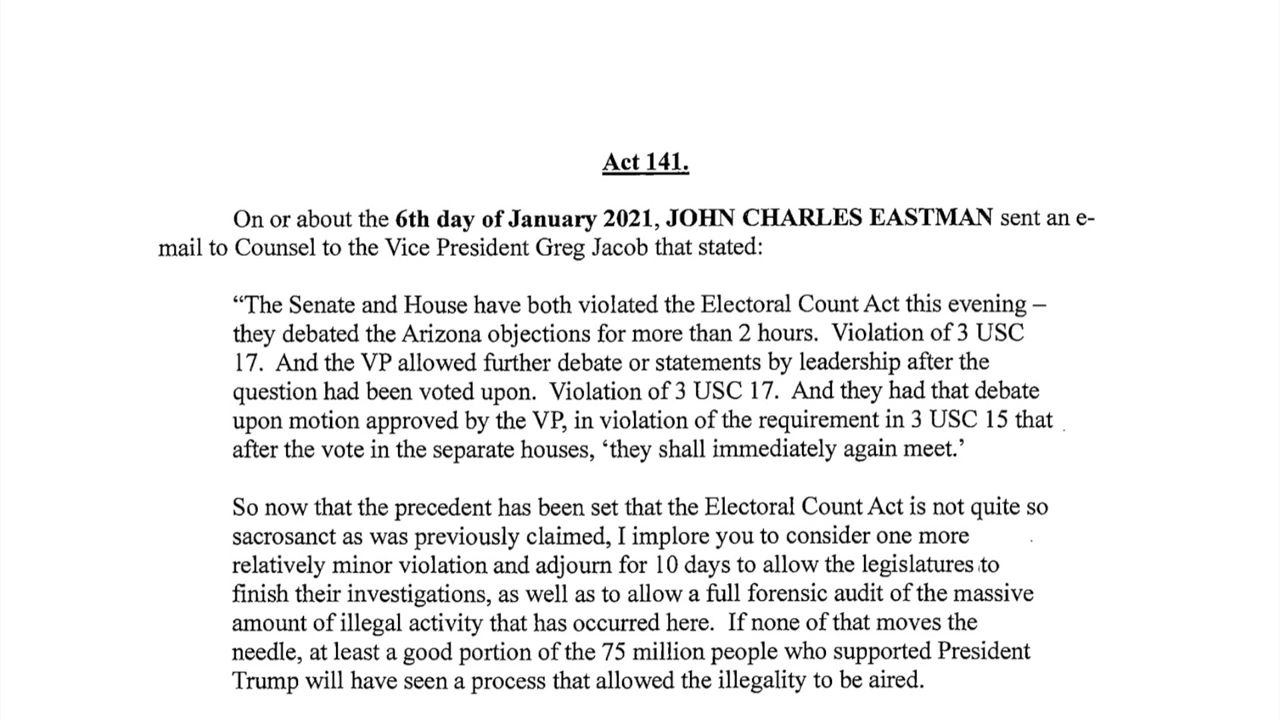 Act 141.
On or about the 6th day of January 2021, JOHN CHARLES EASTMAN sent an e-
mail to Counsel to the Vice President Greg Jacob that stated:
“The Senate and House have both violated the Electoral Count Act this evening –
they debated the Arizona objections for more than 2 hours. Violation of 3 USC
17. And the VP allowed further debate or statements by leadership after the
question had been voted upon. Violation of 3 USC 17. And they had that debate
upon motion approved by the VP, in violation of the requirement in 3 USC 15 that
after the vote in the separate houses, ‘they shall immediately again meet.’
So now that the precedent has been set that the Electoral Count Act is not quite so
sacrosanct as was previously claimed, I implore you to consider one more
relatively minor violation and adjourn for 10 days to allow the legislatures to
finish their investigations, as well as to allow a full forensic audit of the massive
amount of illegal activity that has occurred here. If none of that moves the
needle, at least a good portion of the 75 million people who supported President
Trump will have seen a process that allowed the illegality to be aired.